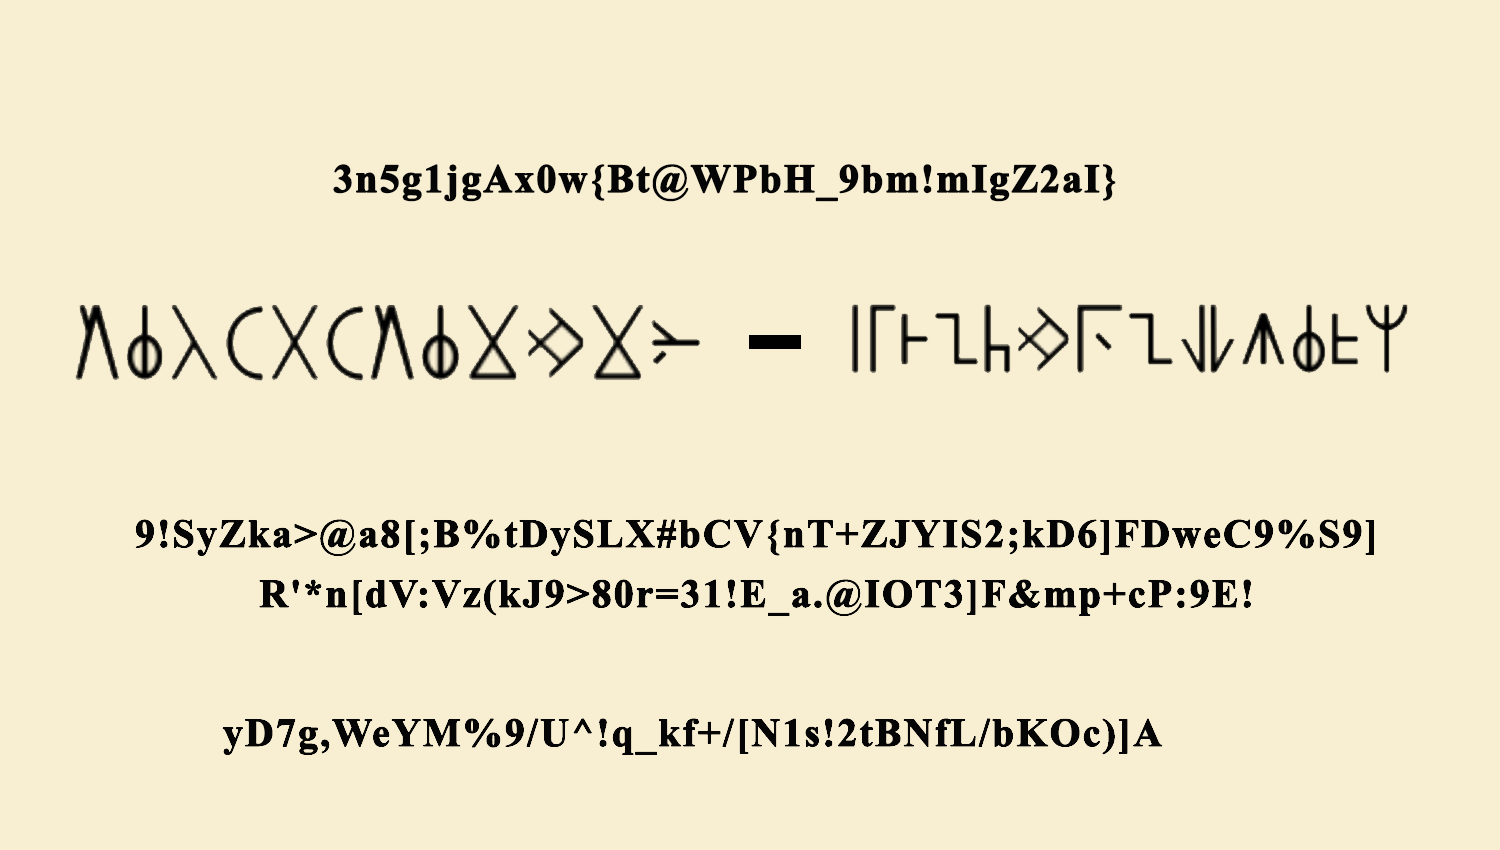 3n5g1jgAx0w{Bt@WPbH_9bm!mIgZ2aI}
9!SyZka>@a8[;B%tDySLX#bCV{nT+ZJYIS2;kD6]FDweC9%S9]
R'*n[dV:Vz(kJ9>80r=31!E_a.@IOT3]F&mp+cP:9E!
yD7g,WeYM%9/U^!q_kf+/[N1s!2tBNfL/bKOc)]A